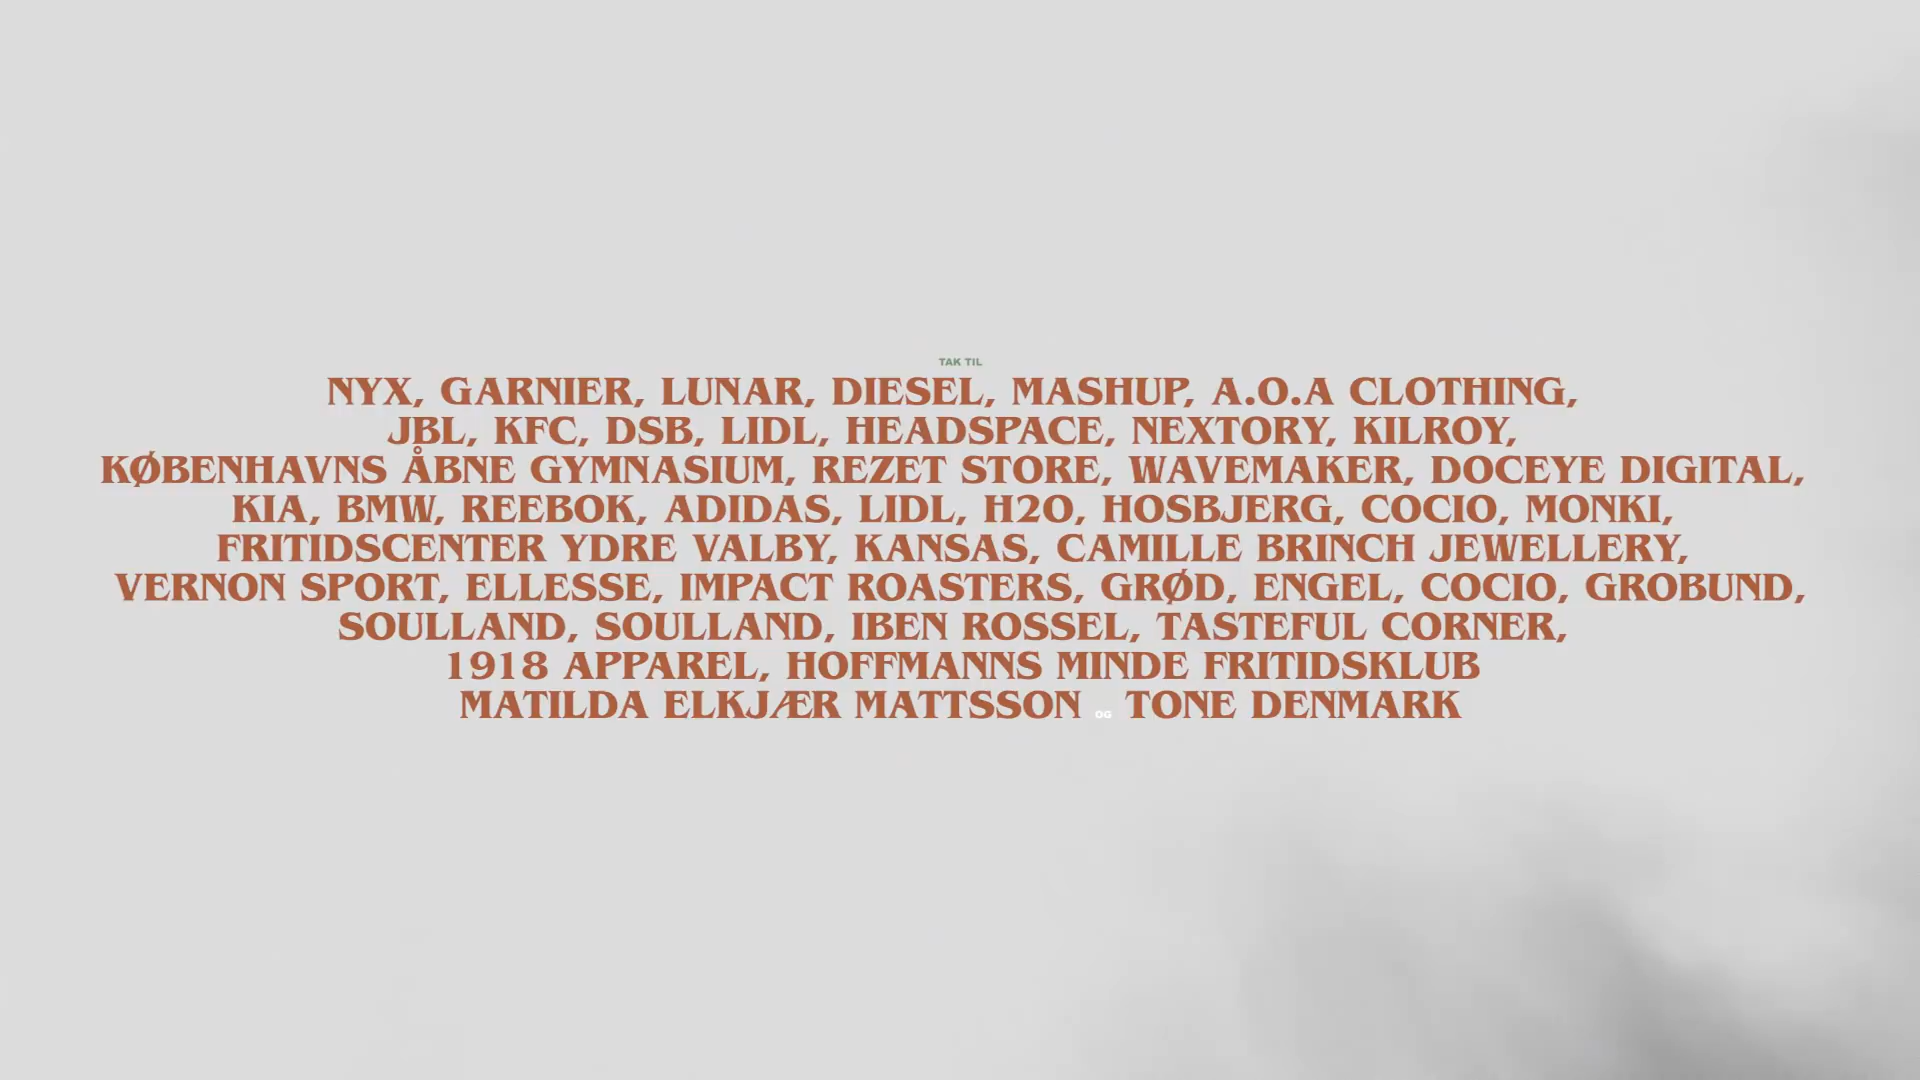 TAK TIL
NYX, GARNIER, LUNAR, DIESEL, MASHUP, A.O.A CLOTHING,
JBL, KFC, DSB, LIDL, HEADSPACE, NEXTORY, KILROY,
KØBENHAVNS ÅBNE GYMNASIUM, REZET STORE, WAVEMAKER, DOCEYE DIGITAL,
KIA, BMW, REEBOK, ADIDAS, LIDL, H2O, HOSBJERG, COCIO, MONKI,
FRITIDSCENTER YDRE VALBY, KANSAS, CAMILLE BRINCH JEWELLERY,
VERNON SPORT, ELLESSE, IMPACT ROASTERS, GRØD, ENGEL, COCIO, GROBUND,
SOULLAND, SOULLAND, IBEN ROSSEL, TASTEFUL CORNER,
1918 APPAREL, HOFFMANNS MINDE FRITIDSKLUB
MATILDA ELKJÆR MATTSSON OG TONE DENMARK